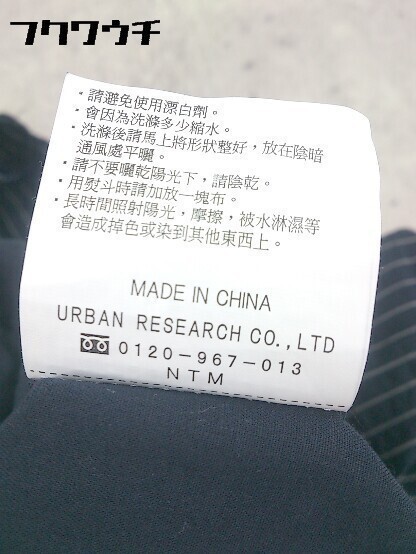 フクワウチ
・請避免使用漂白劑。
・會因為洗滌多少縮水。
・洗滌後請馬上將形狀整好，放在陰暗
通風處平曬。
・請不要曬乾陽光下，請陰乾。
・用熨斗時請加放一塊布。
・長時間照射陽光，摩擦，被水淋濕等
會造成掉色或染到其他東西上。
MADE IN CHINA
URBAN RESEARCH CO.,LTD
0120-967-013
NTM